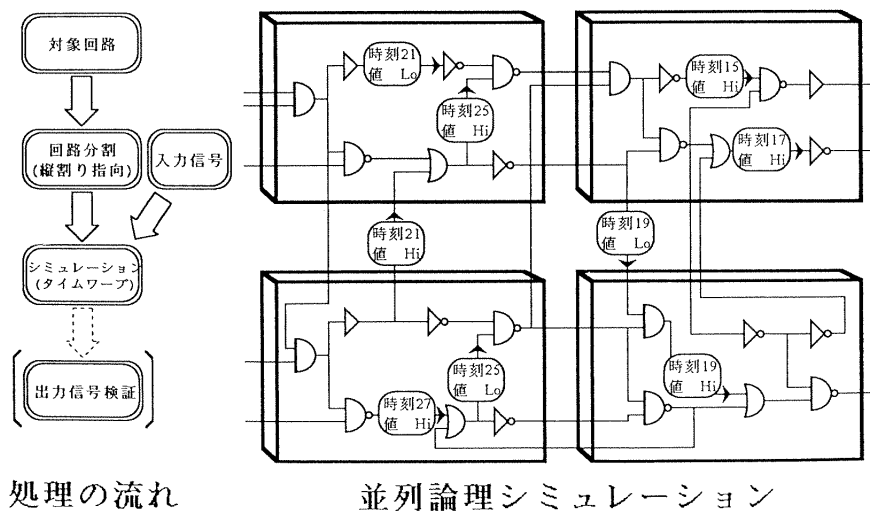 対象回路
回路分割
(縦割り指向)
入力信号
シミュレーション
(タイムワープ)
出力信号検証
処理の流れ
時刻21
値 Lo
時刻25
値 Hi
時刻21
値 Hi
時刻15
値 Hi
時刻17
値 Hi
時刻19
値 Lo
時刻25
値 Lo
時刻27
値 Hi
時刻19
値 Hi
並列論理シミュレーション